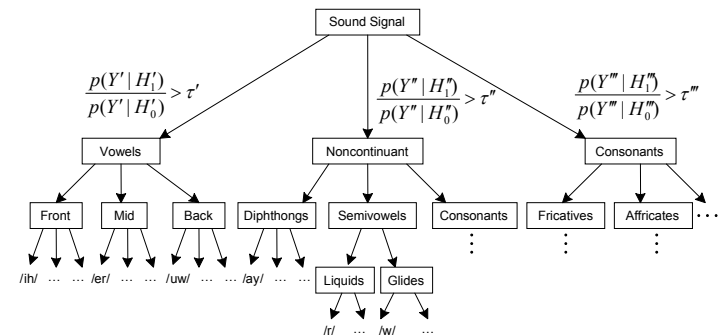 Sound Signal
p(Y′ | H′₁) / p(Y′ | H′₀) > τ′
p(Y″ | H″₁) / p(Y″ | H″₀) > τ″
p(Y‴ | H‴₁) / p(Y‴ | H‴₀) > τ‴
Vowels Noncontinuant Consonants
Front Mid Back Diphthongs Semivowels Consonants Fricatives Affricates ...
/ih/ ... ... /er/ ... ... /uw/ ... ... /ay/ ... ...
Liquids Glides
/r/ ... /w/ ...